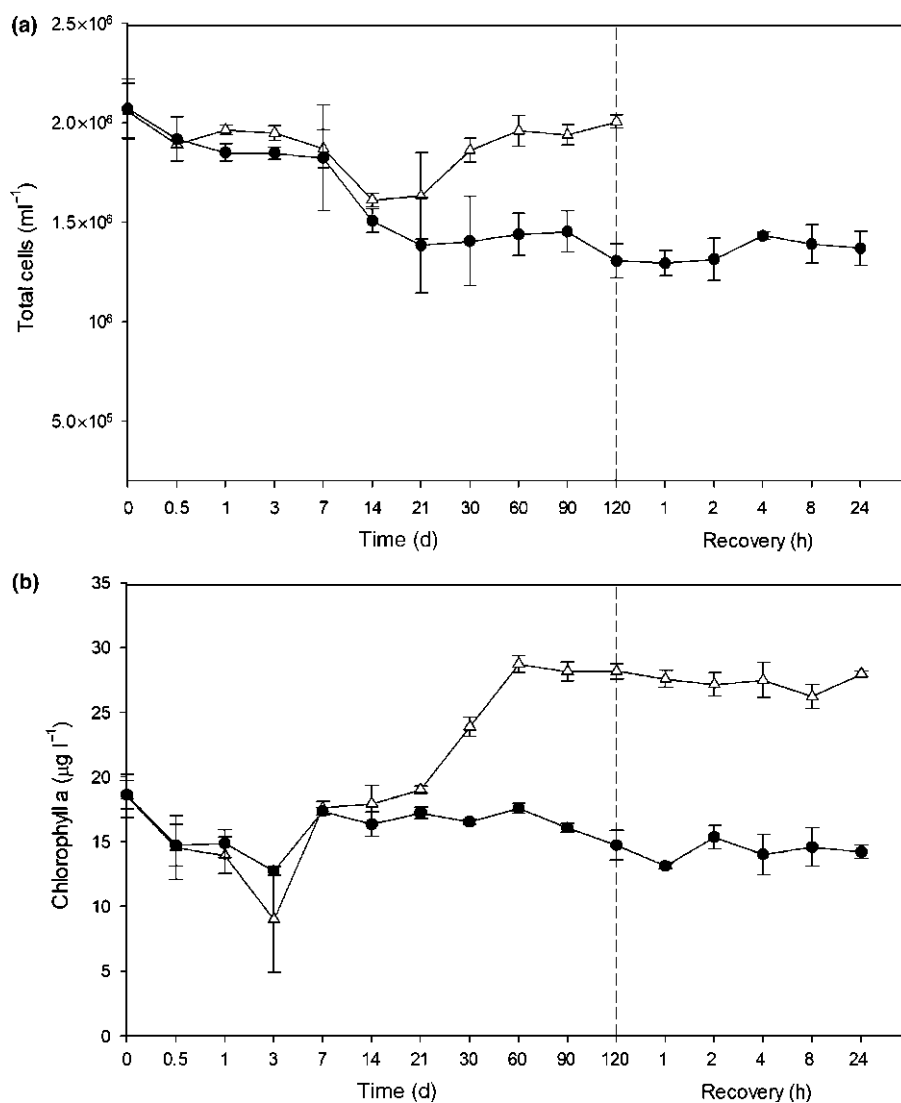 (a)
2.5×10⁶
2.0×10⁶
1.5×10⁶
10⁶
5.0×10⁵
Total cells (ml⁻¹)
0 0.5 1 3 7 14 21 30 60 90 120 1 2 4 8 24
Time (d) Recovery (h)
(b)
35
30
25
20
15
10
5
0
Chlorophyll a (µg l⁻¹)
0 0.5 1 3 7 14 21 30 60 90 120 1 2 4 8 24
Time (d) Recovery (h)